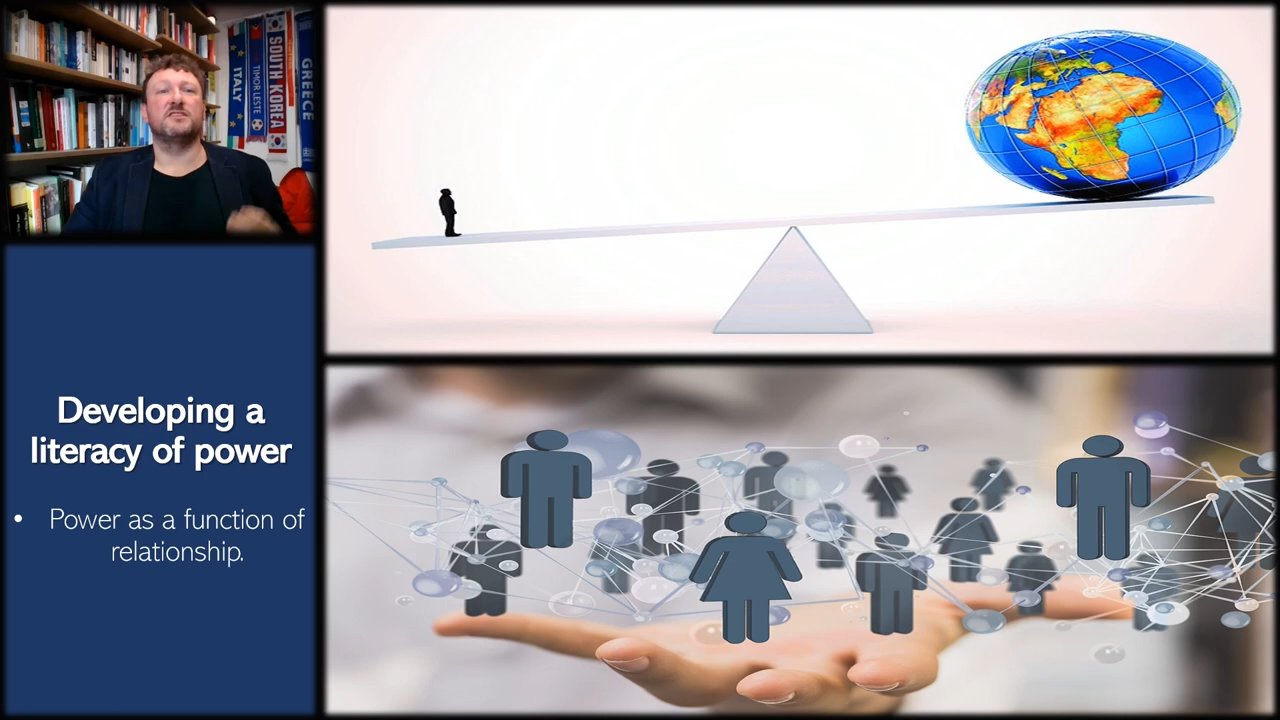 ITALY
TIMOR LESTE
SOUTH KOREA
GREECE
Developing a
literacy of power
• Power as a function of
relationship.